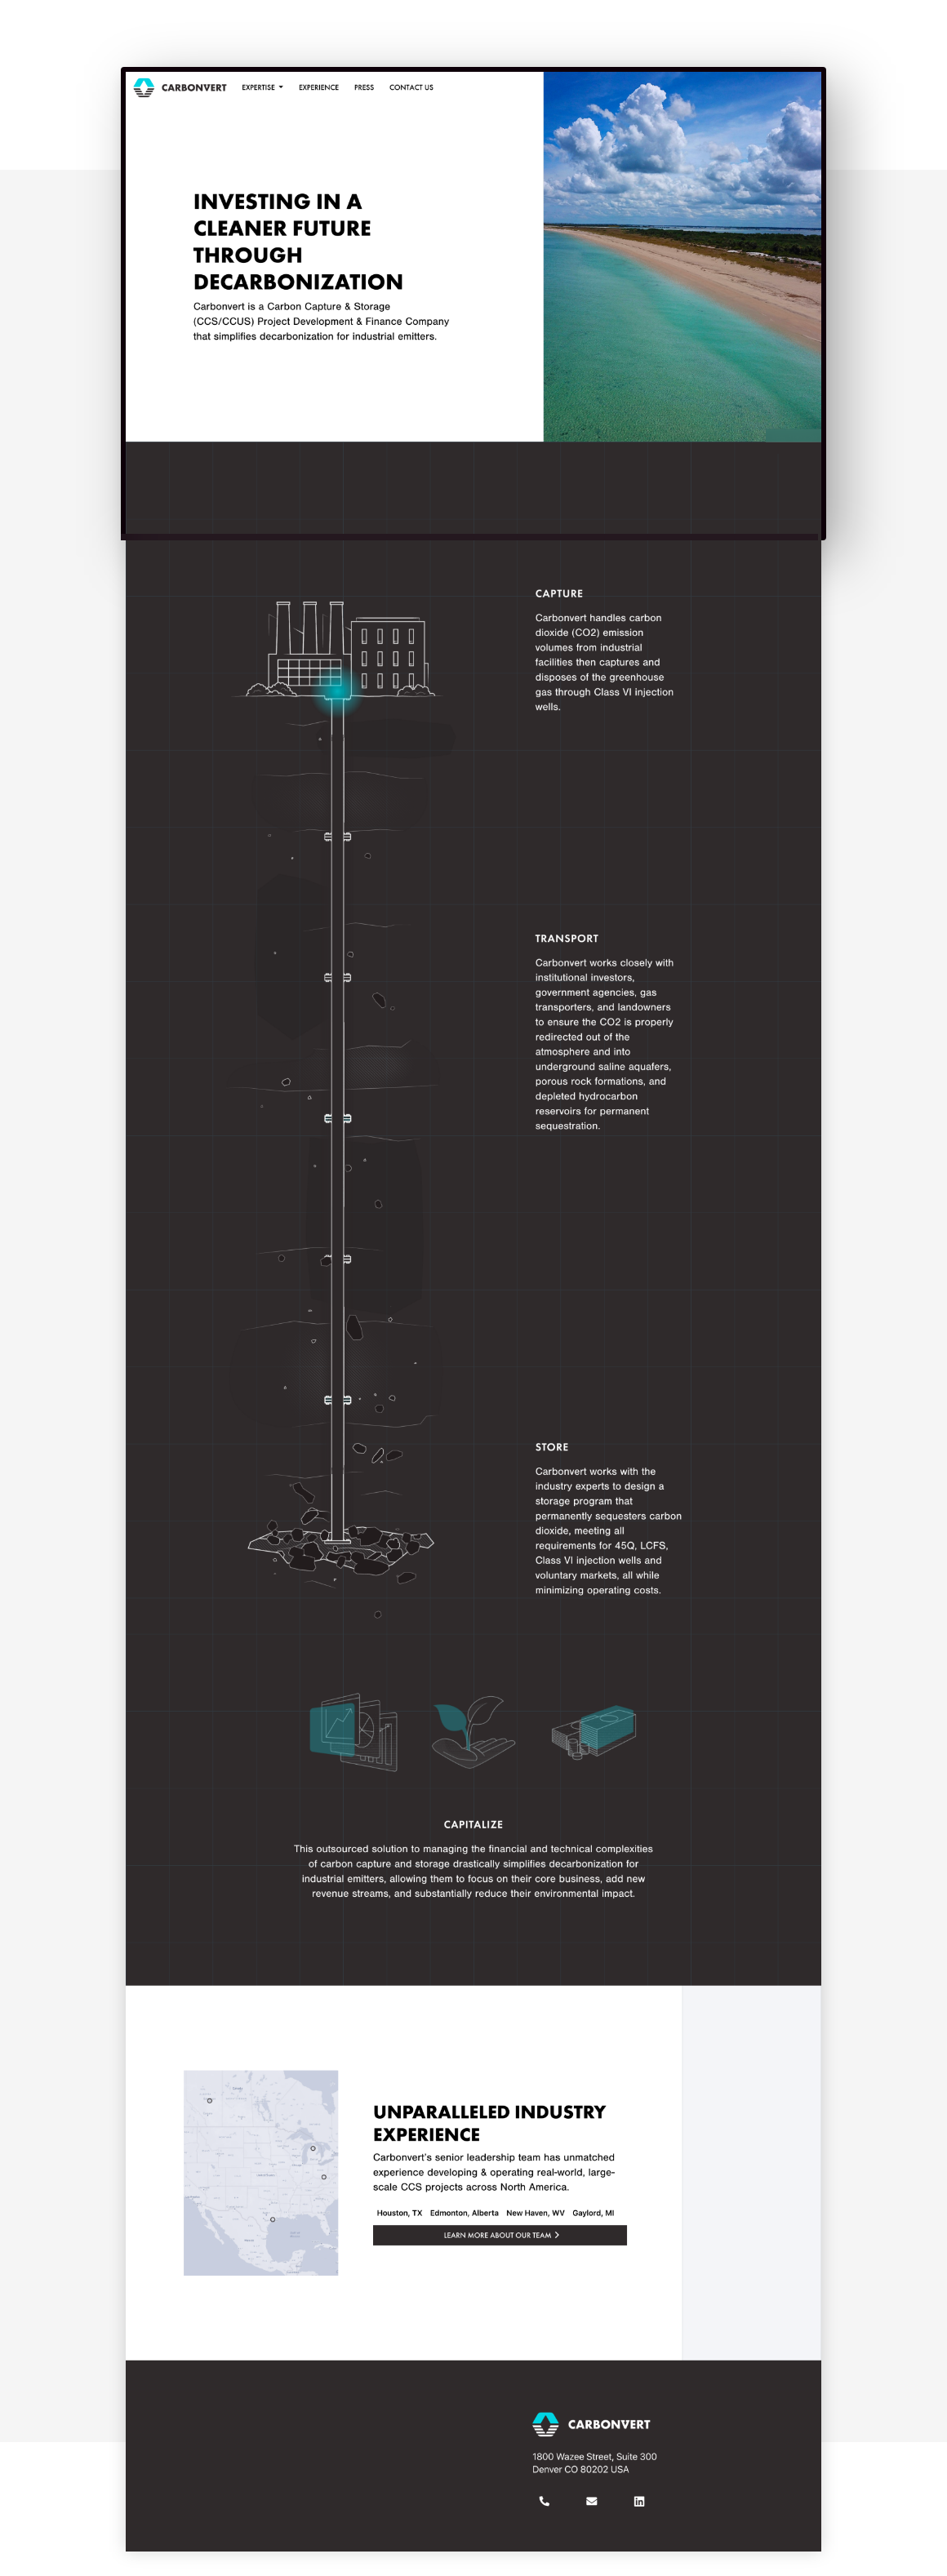 CARBONVERT EXPERTISE EXPERIENCE PRESS CONTACT US
INVESTING IN A
CLEANER FUTURE
THROUGH
DECARBONIZATION
Carbonvert is a Carbon Capture & Storage
(CCS/CCUS) Project Development & Finance Company
that simplifies decarbonization for industrial emitters.
CAPTURE
Carbonvert handles carbon
dioxide (CO2) emission
volumes from industrial
facilities then captures and
disposes of the greenhouse
gas through Class VI injection
wells.
TRANSPORT
Carbonvert works closely with
institutional investors,
government agencies, gas
transporters, and landowners
to ensure the CO2 is properly
redirected out of the
atmosphere and into
underground saline aquafers,
porous rock formations, and
depleted hydrocarbon
reservoirs for permanent
sequestration.
STORE
Carbonvert works with the
industry experts to design a
storage program that
permanently sequesters carbon
dioxide, meeting all
requirements for 45Q, LCFS,
Class VI injection wells and
voluntary markets, all while
minimizing operating costs.
CAPITALIZE
This outsourced solution to managing the financial and technical complexities
of carbon capture and storage drastically simplifies decarbonization for
industrial emitters, allowing them to focus on their core business, add new
revenue streams, and substantially reduce their environmental impact.
UNPARALLELED INDUSTRY
EXPERIENCE
Carbonvert's senior leadership team has unmatched
experience developing & operating real-world, large-
scale CCS projects across North America.
Houston, TX Edmonton, Alberta New Haven, WV Gaylord, MI
LEARN MORE ABOUT OUR TEAM
CARBONVERT
1800 Wazee Street, Suite 300
Denver CO 80202 USA